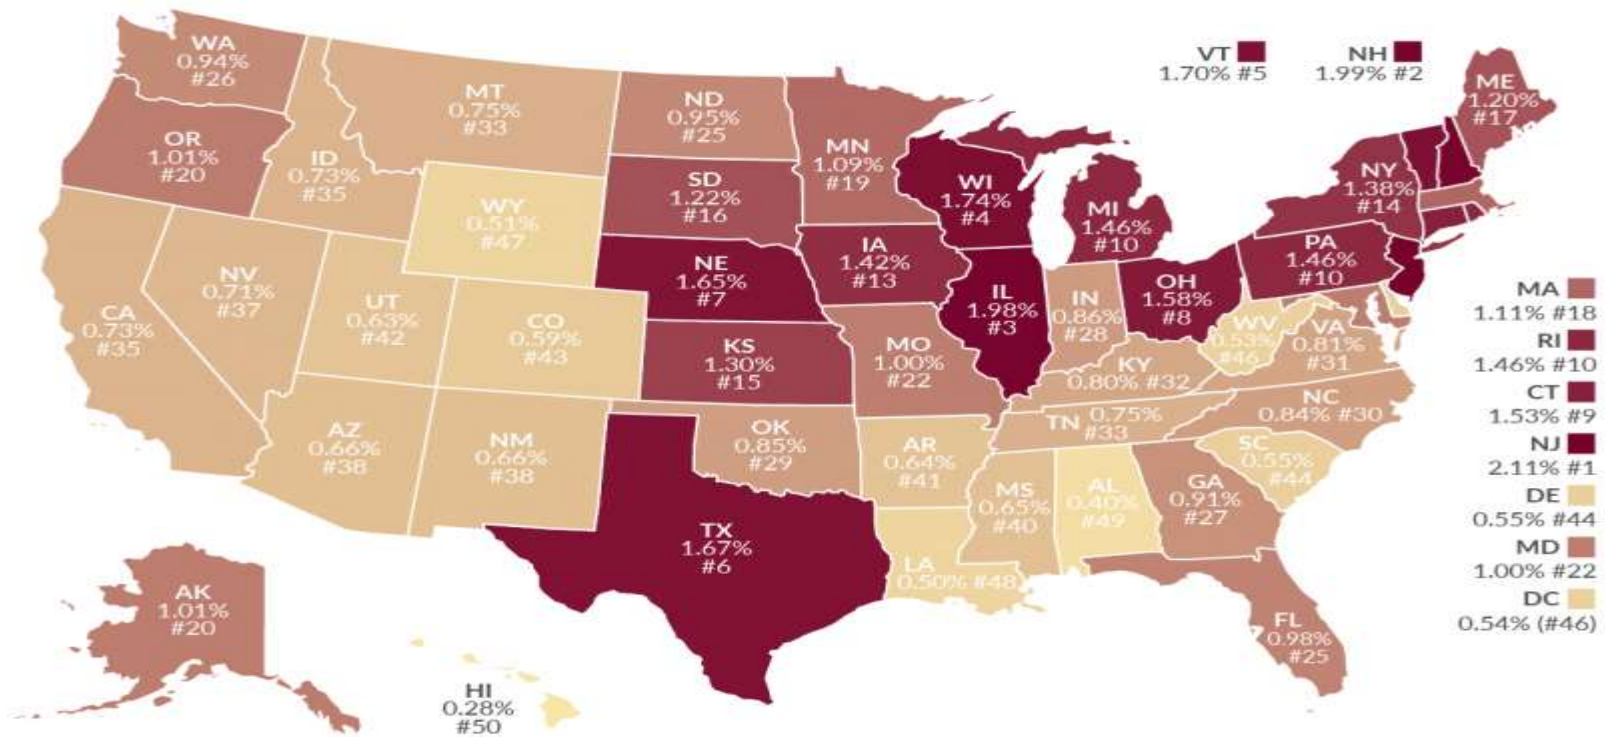 WA
0.94%
#26
MT
0.75%
#33
ND
0.95%
#25
VT
1.70% #5
NH
1.99% #2
ME
1.20%
#17
OR
1.01%
#20
ID
0.73%
#35
WY
0.51%
#47
SD
1.22%
#16
MN
1.09%
#19
WI
1.74%
#4
MI
1.46%
#10
NY
1.38%
#14
CA
0.73%
#35
NV
0.71%
#37
UT
0.63%
#42
CO
0.59%
#43
NE
1.65%
#7
IA
1.42%
#13
IL
1.98%
#3
IN
0.86%
#28
OH
1.58%
#8
PA
1.46%
#10
KS
1.30%
#15
MO
1.00%
#22
KY
0.80% #32
WV
0.53%
#46
VA
0.81%
#31
AZ
0.66%
#38
NM
0.66%
#38
OK
0.85%
#29
AR
0.64%
#41
TN 0.75%
#33
NC
0.84% #30
SC
0.55%
#44
TX
1.67%
#6
LA
0.50% #48
MS
0.65%
#40
AL
0.40%
#49
GA
0.91%
#27
FL
0.98%
#25
AK
1.01%
#20
HI
0.28%
#50
MA
1.11% #18
RI
1.46% #10
CT
1.53% #9
NJ
2.11% #1
DE
0.55% #44
MD
1.00% #22
DC
0.54% (#46)